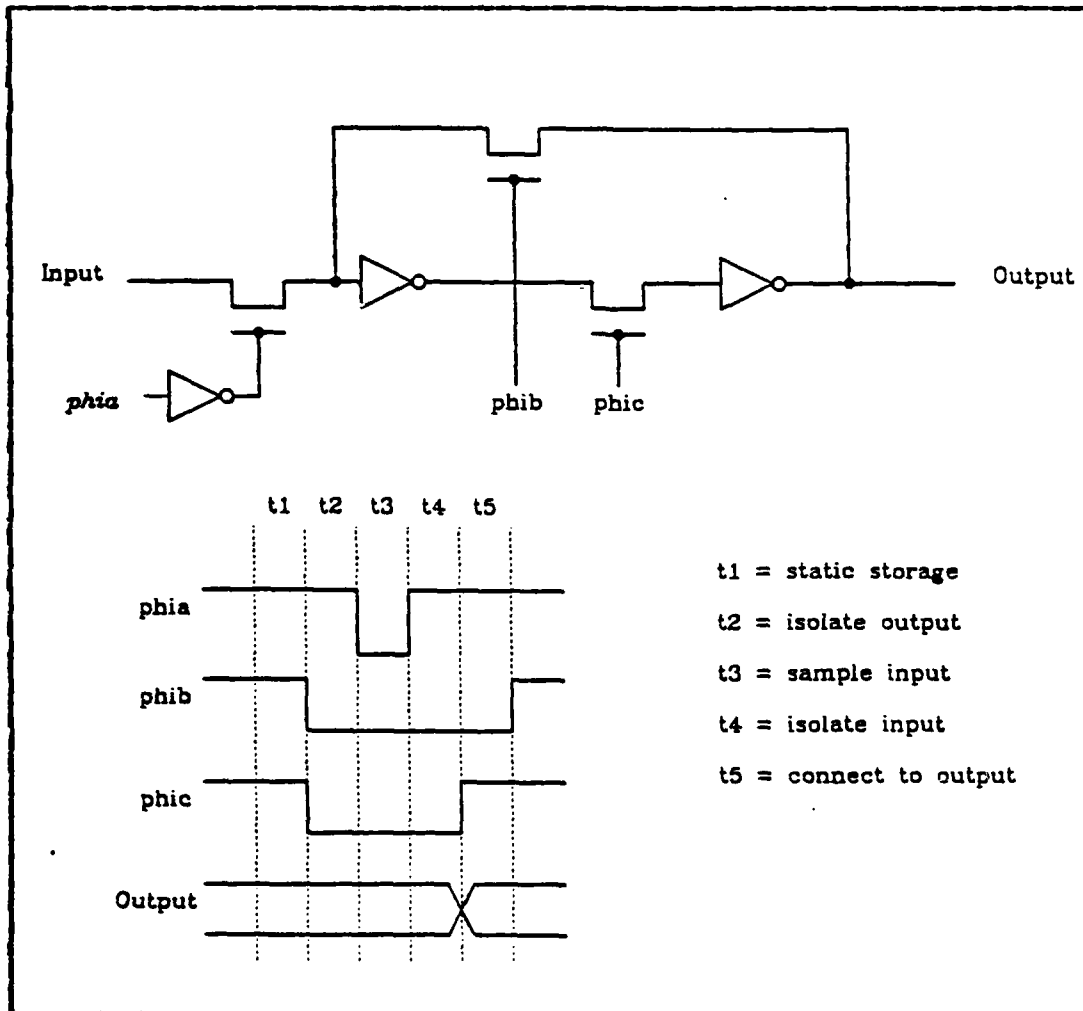 Input
Output
phia
phib
phic
t1 t2 t3 t4 t5
phia
phib
phic
Output
t1 = static storage
t2 = isolate output
t3 = sample input
t4 = isolate input
t5 = connect to output